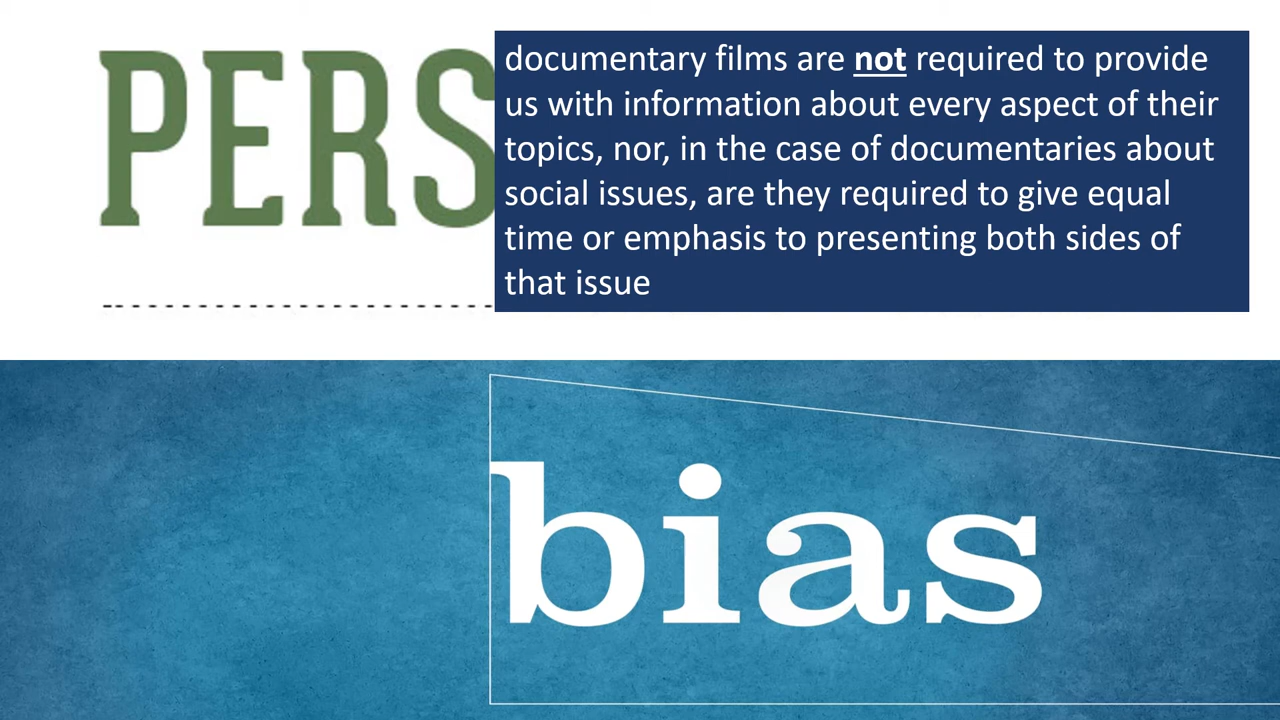 PERS
documentary films are not required to provide
us with information about every aspect of their
topics, nor, in the case of documentaries about
social issues, are they required to give equal
time or emphasis to presenting both sides of
that issue
bias